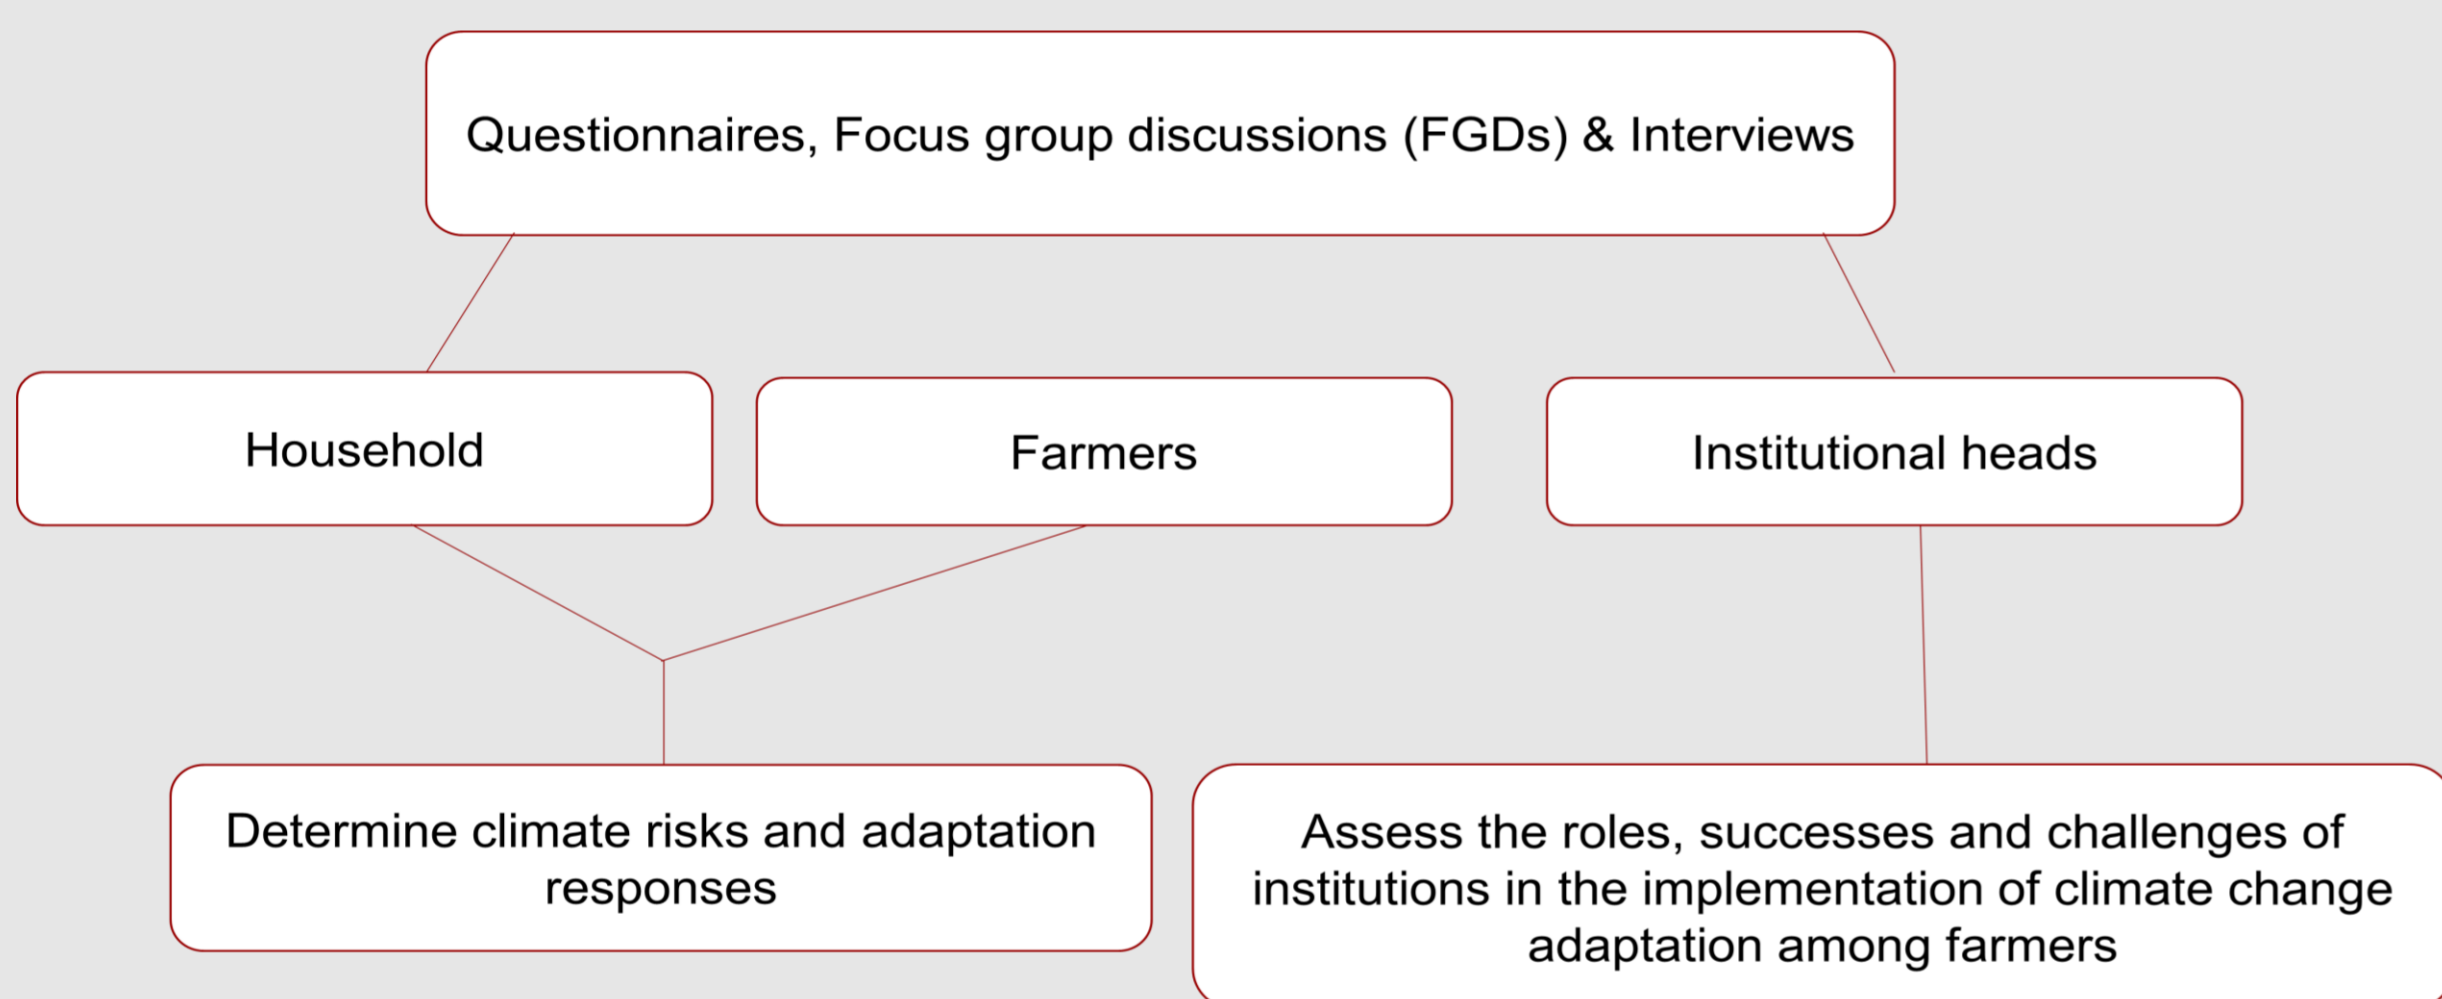 Questionnaires, Focus group discussions (FGDs) & Interviews
Household
Farmers
Institutional heads
Determine climate risks and adaptation
responses
Assess the roles, successes and challenges of
institutions in the implementation of climate change
adaptation among farmers